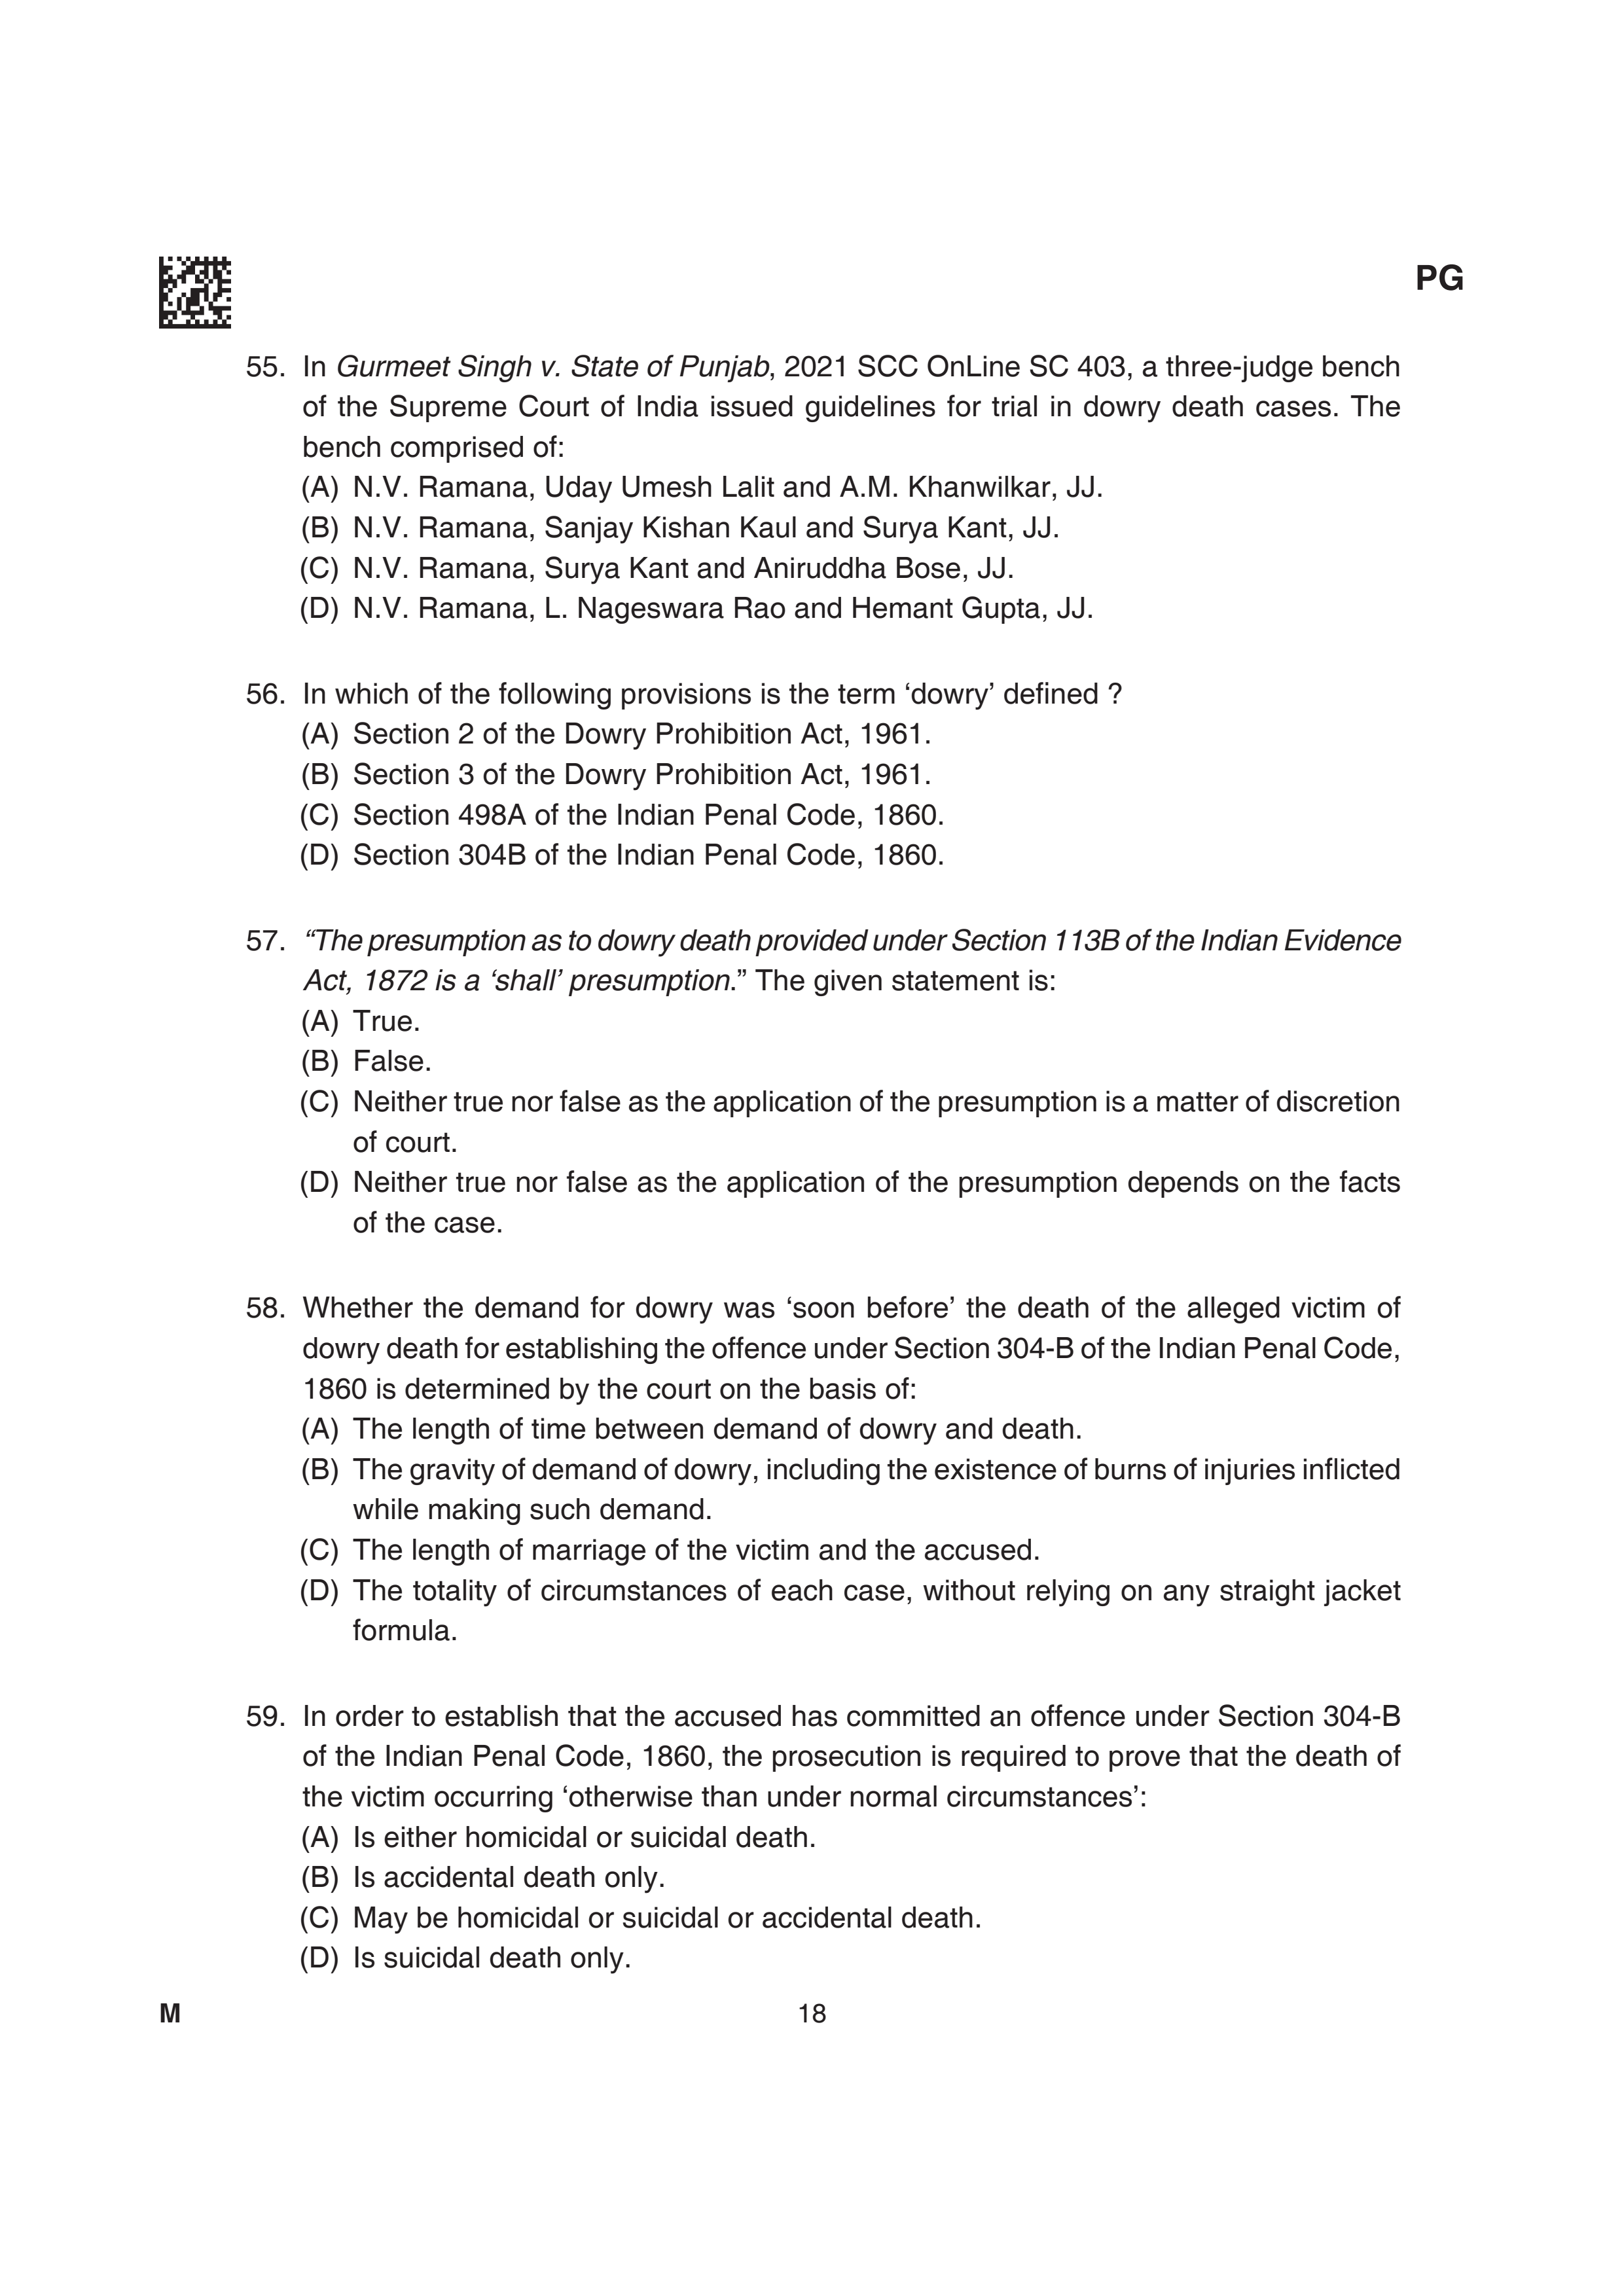 PG
55. In Gurmeet Singh v. State of Punjab, 2021 SCC OnLine SC 403, a three-judge bench
of the Supreme Court of India issued guidelines for trial in dowry death cases. The
bench comprised of:
(A) N.V. Ramana, Uday Umesh Lalit and A.M. Khanwilkar, JJ.
(B) N.V. Ramana, Sanjay Kishan Kaul and Surya Kant, JJ.
(C) N.V. Ramana, Surya Kant and Aniruddha Bose, JJ.
(D) N.V. Ramana, L. Nageswara Rao and Hemant Gupta, JJ.
56. In which of the following provisions is the term ‘dowry’ defined ?
(A) Section 2 of the Dowry Prohibition Act, 1961.
(B) Section 3 of the Dowry Prohibition Act, 1961.
(C) Section 498A of the Indian Penal Code, 1860.
(D) Section 304B of the Indian Penal Code, 1860.
57. “The presumption as to dowry death provided under Section 113B of the Indian Evidence
Act, 1872 is a ‘shall’ presumption.” The given statement is:
(A) True.
(B) False.
(C) Neither true nor false as the application of the presumption is a matter of discretion
of court.
(D) Neither true nor false as the application of the presumption depends on the facts
of the case.
58. Whether the demand for dowry was ‘soon before’ the death of the alleged victim of
dowry death for establishing the offence under Section 304-B of the Indian Penal Code,
1860 is determined by the court on the basis of:
(A) The length of time between demand of dowry and death.
(B) The gravity of demand of dowry, including the existence of burns of injuries inflicted
while making such demand.
(C) The length of marriage of the victim and the accused.
(D) The totality of circumstances of each case, without relying on any straight jacket
formula.
59. In order to establish that the accused has committed an offence under Section 304-B
of the Indian Penal Code, 1860, the prosecution is required to prove that the death of
the victim occurring ‘otherwise than under normal circumstances’:
(A) Is either homicidal or suicidal death.
(B) Is accidental death only.
(C) May be homicidal or suicidal or accidental death.
(D) Is suicidal death only.
M
18